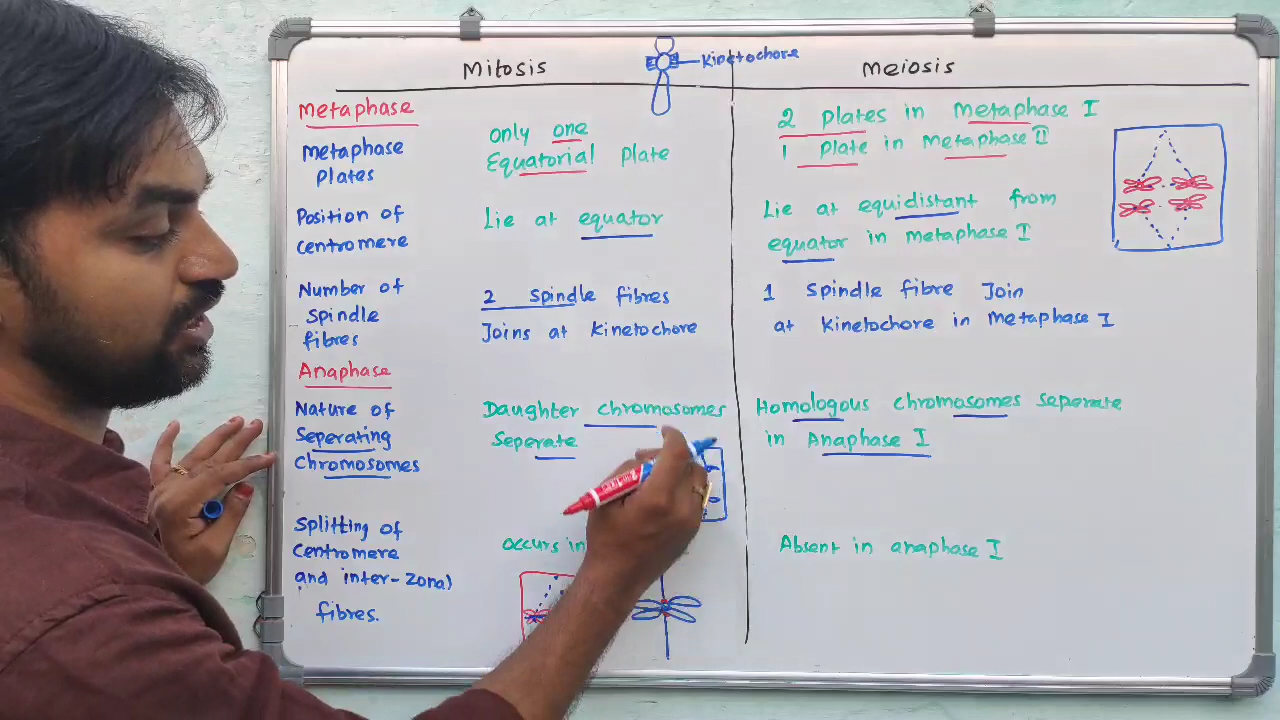 Kinetochore
Mitosis
Meiosis
Metaphase
Metaphase
Plates
only one
Equatorial Plate
2 Plates in Metaphase I
1 Plate in Metaphase II
Position of
centromere
Lie at equator
Lie at equidistant from
equator in metaphase I
Number of
spindle
fibres
2 Spindle fibres
Joins at Kinetochore
1 Spindle fibre Join
at Kinetochore in Metaphase I
Anaphase
Nature of
Seperating
Chromosomes
Daughter chromosomes
Seperate
Homologous chromosomes seperate
in Anaphase I
Splitting of
Centromere
and inter-Zonal
fibres.
occurs in
Absent in anaphase I